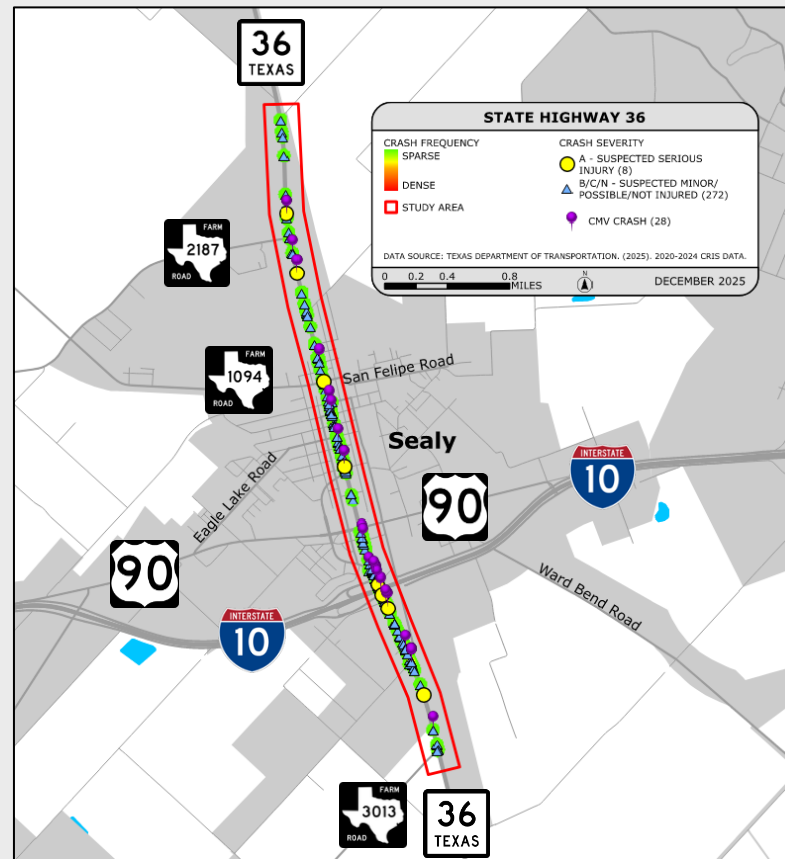 36
TEXAS
STATE HIGHWAY 36
CRASH FREQUENCY
SPARSE
DENSE
STUDY AREA
CRASH SEVERITY
A - SUSPECTED SERIOUS
INJURY (8)
B/C/N - SUSPECTED MINOR/
POSSIBLE/NOT INJURED (272)
CMV CRASH (28)
DATA SOURCE: TEXAS DEPARTMENT OF TRANSPORTATION. (2025). 2020-2024 CRIS DATA.
0 0.2 0.4 0.8
MILES
N
DECEMBER 2025
FARM
2187
ROAD
FARM
1094
ROAD
San Felipe Road
Sealy
Eagle Lake Road
90
INTERSTATE
10
90
INTERSTATE
10
Ward Bend Road
FARM
3013
ROAD
36
TEXAS